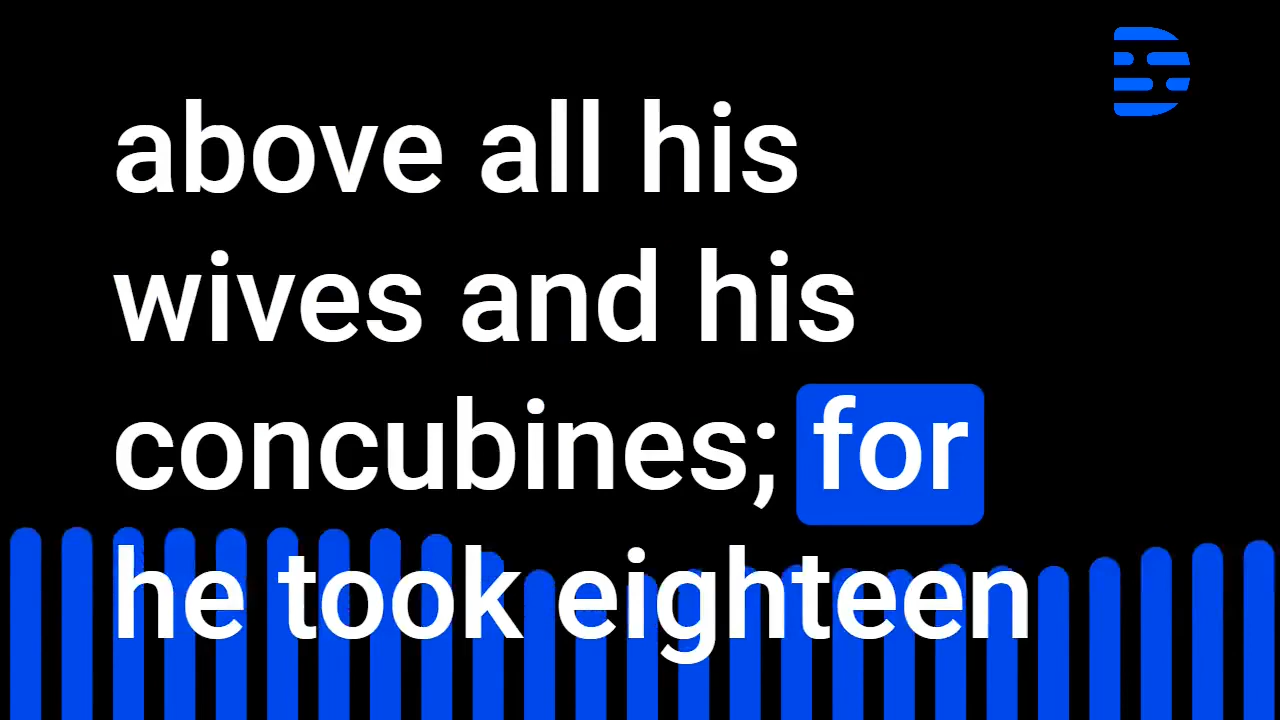 above all his
wives and his
concubines; for
he took eighteen